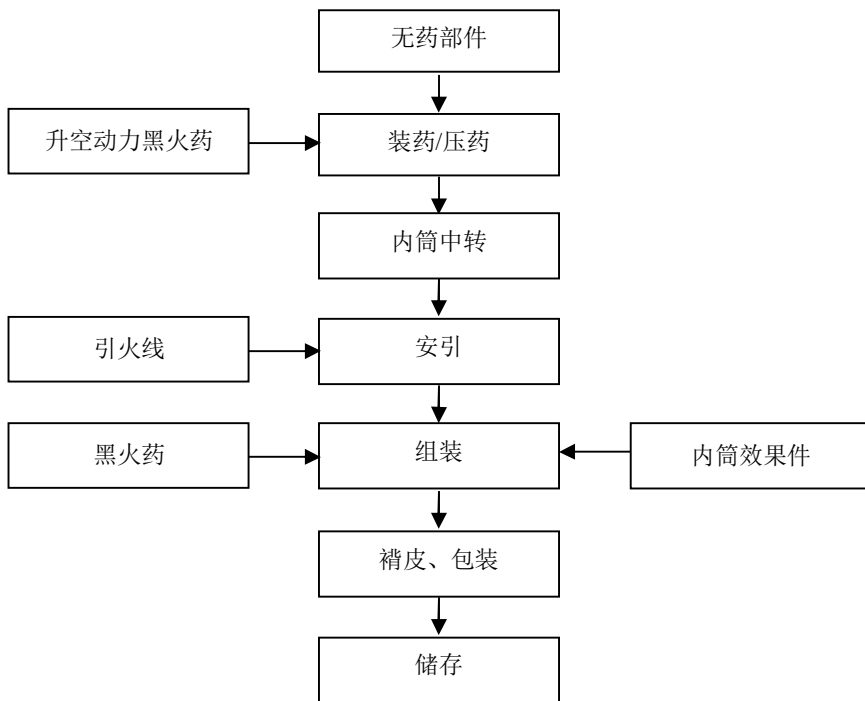 无药部件
升空动力黑火药
装药/压药
内筒中转
引火线
安引
黑火药
组装
内筒效果件
褙皮、包装
储存